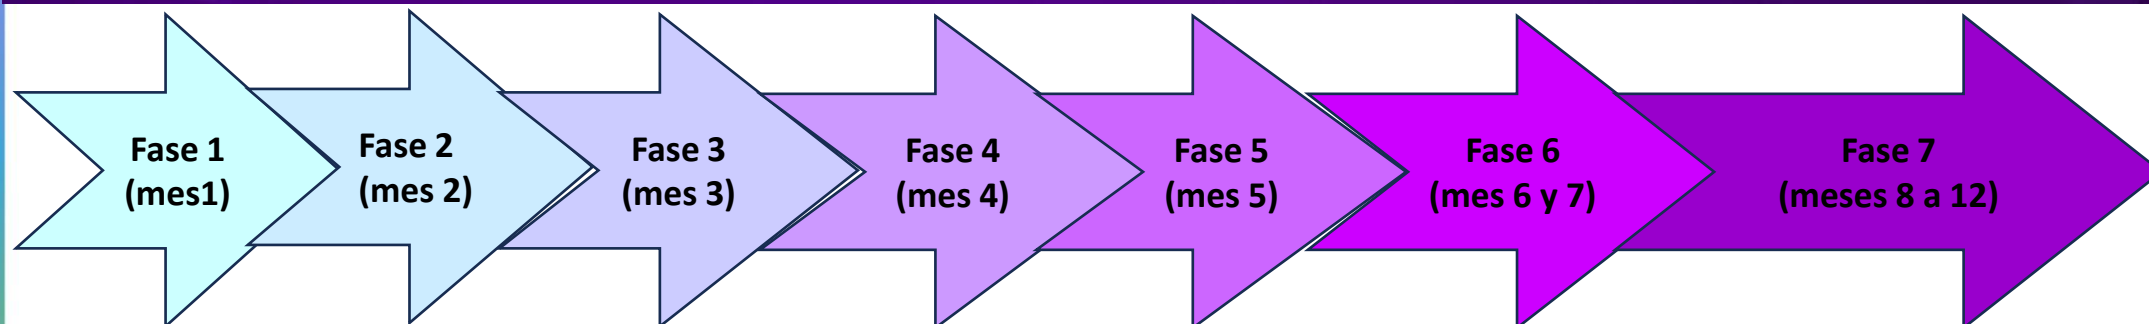 Fase 1
(mes1)
Fase 2
(mes 2)
Fase 3
(mes 3)
Fase 4
(mes 4)
Fase 5
(mes 5)
Fase 6
(mes 6 y 7)
Fase 7
(meses 8 a 12)